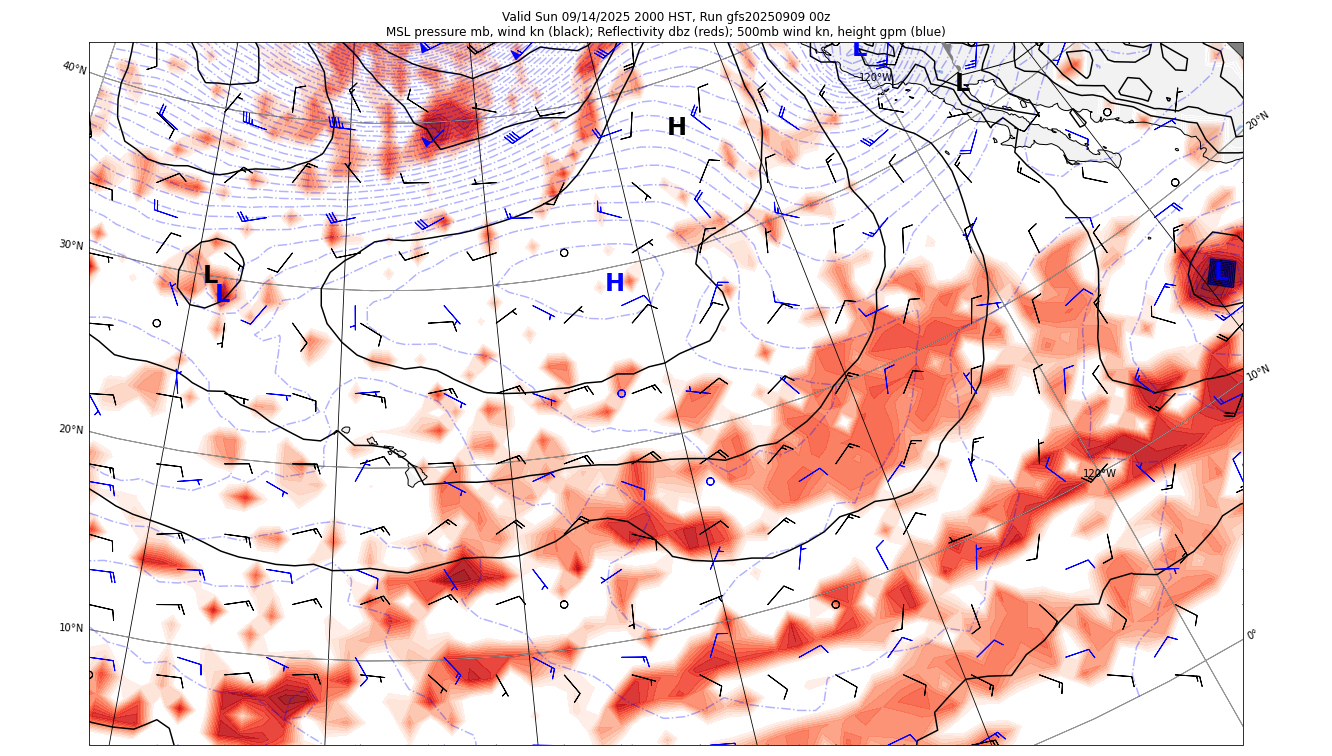 Valid Sun 09/14/2025 2000 HST, Run gfs20250909 00z
MSL pressure mb, wind kn (black); Reflectivity dbz (reds); 500mb wind kn, height gpm (blue)
L
40°N
120°W
L
20°N
H
30°N
L
L
H
L
10°N
20°N
120°W
10°N
0°